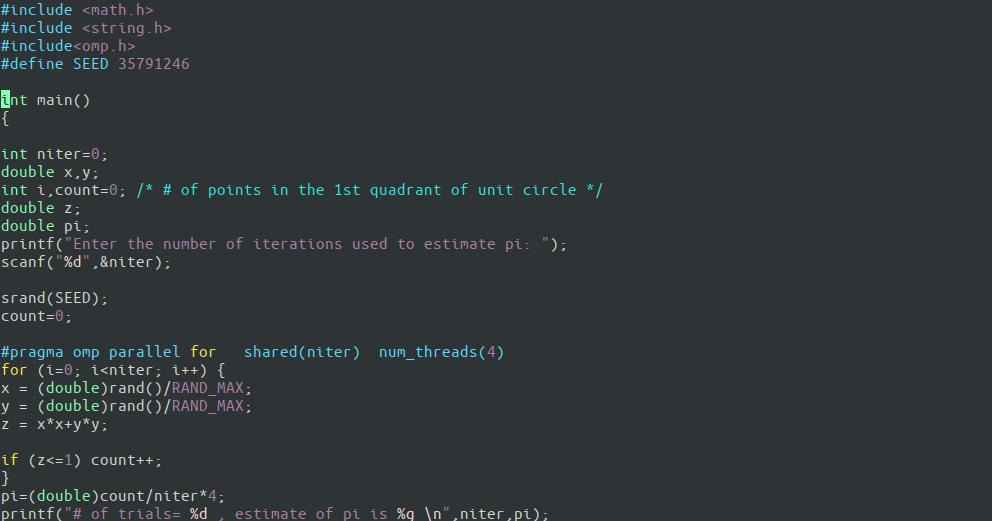 #include <math.h>
#include <string.h>
#include<omp.h>
#define SEED 35791246
int main()
{
int niter=0;
double x,y;
int i,count=0; /* # of points in the 1st quadrant of unit circle */
double z;
double pi;
printf("Enter the number of iterations used to estimate pi: ");
scanf("%d",&niter);
srand(SEED);
count=0;
#pragma omp parallel for   shared(niter)  num_threads(4)
for (i=0; i<niter; i++) {
x = (double)rand()/RAND_MAX;
y = (double)rand()/RAND_MAX;
z = x*x+y*y;
if (z<=1) count++;
}
pi=(double)count/niter*4;
printf("# of trials= %d , estimate of pi is %g \n",niter,pi);